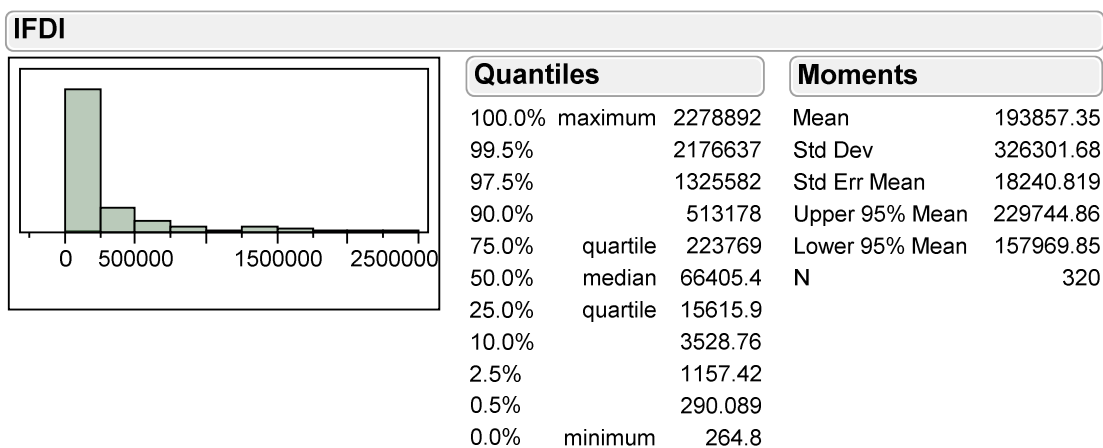 IFDI
0 500000 1500000 2500000
Quantiles
100.0% maximum 2278892
99.5% 2176637
97.5% 1325582
90.0% 513178
75.0% quartile 223769
50.0% median 66405.4
25.0% quartile 15615.9
10.0% 3528.76
2.5% 1157.42
0.5% 290.089
0.0% minimum 264.8
Moments
Mean 193857.35
Std Dev 326301.68
Std Err Mean 18240.819
Upper 95% Mean 229744.86
Lower 95% Mean 157969.85
N 320